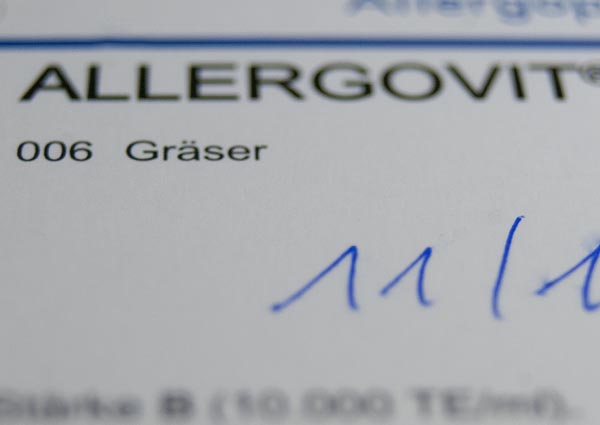 ALLERGOVIT®
006 Gräser
11/1
Stärke B (10.000 TE/ml).